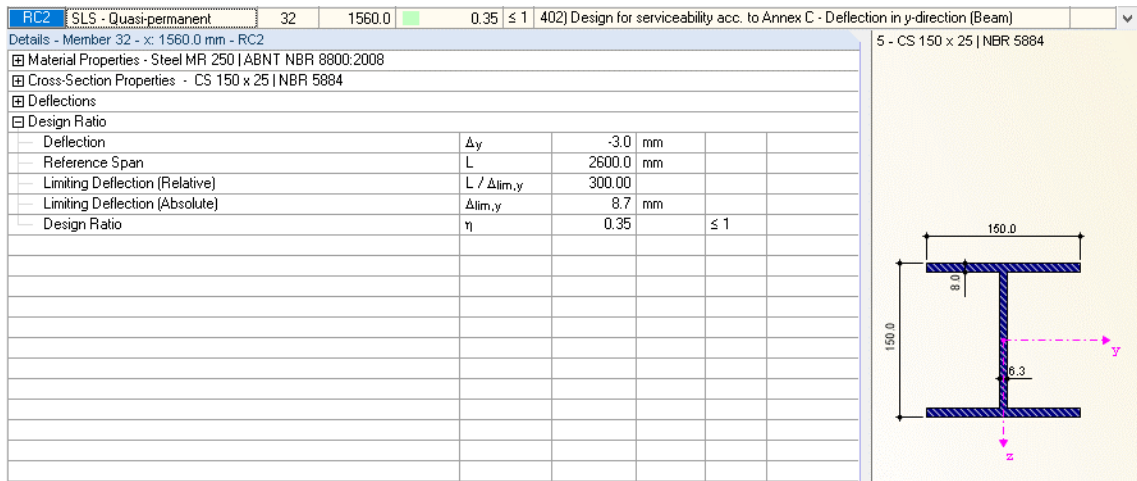 RC2 SLS - Quasi-permanent 32 1560.0 0.35 ≤ 1 402) Design for serviceability acc. to Annex C - Deflection in y-direction (Beam)
Details - Member 32 - x: 1560.0 mm - RC2
Material Properties - Steel MR 250 | ABNT NBR 8800:2008
Cross-Section Properties - CS 150 x 25 | NBR 5884
Deflections
Design Ratio
Deflection Δy -3.0 mm
Reference Span L 2600.0 mm
Limiting Deflection (Relative) L / Δlim,y 300.00
Limiting Deflection (Absolute) Δlim,y 8.7 mm
Design Ratio η 0.35 ≤ 1
5 - CS 150 x 25 | NBR 5884
150.0
8.0
150.0
y
6.3
z